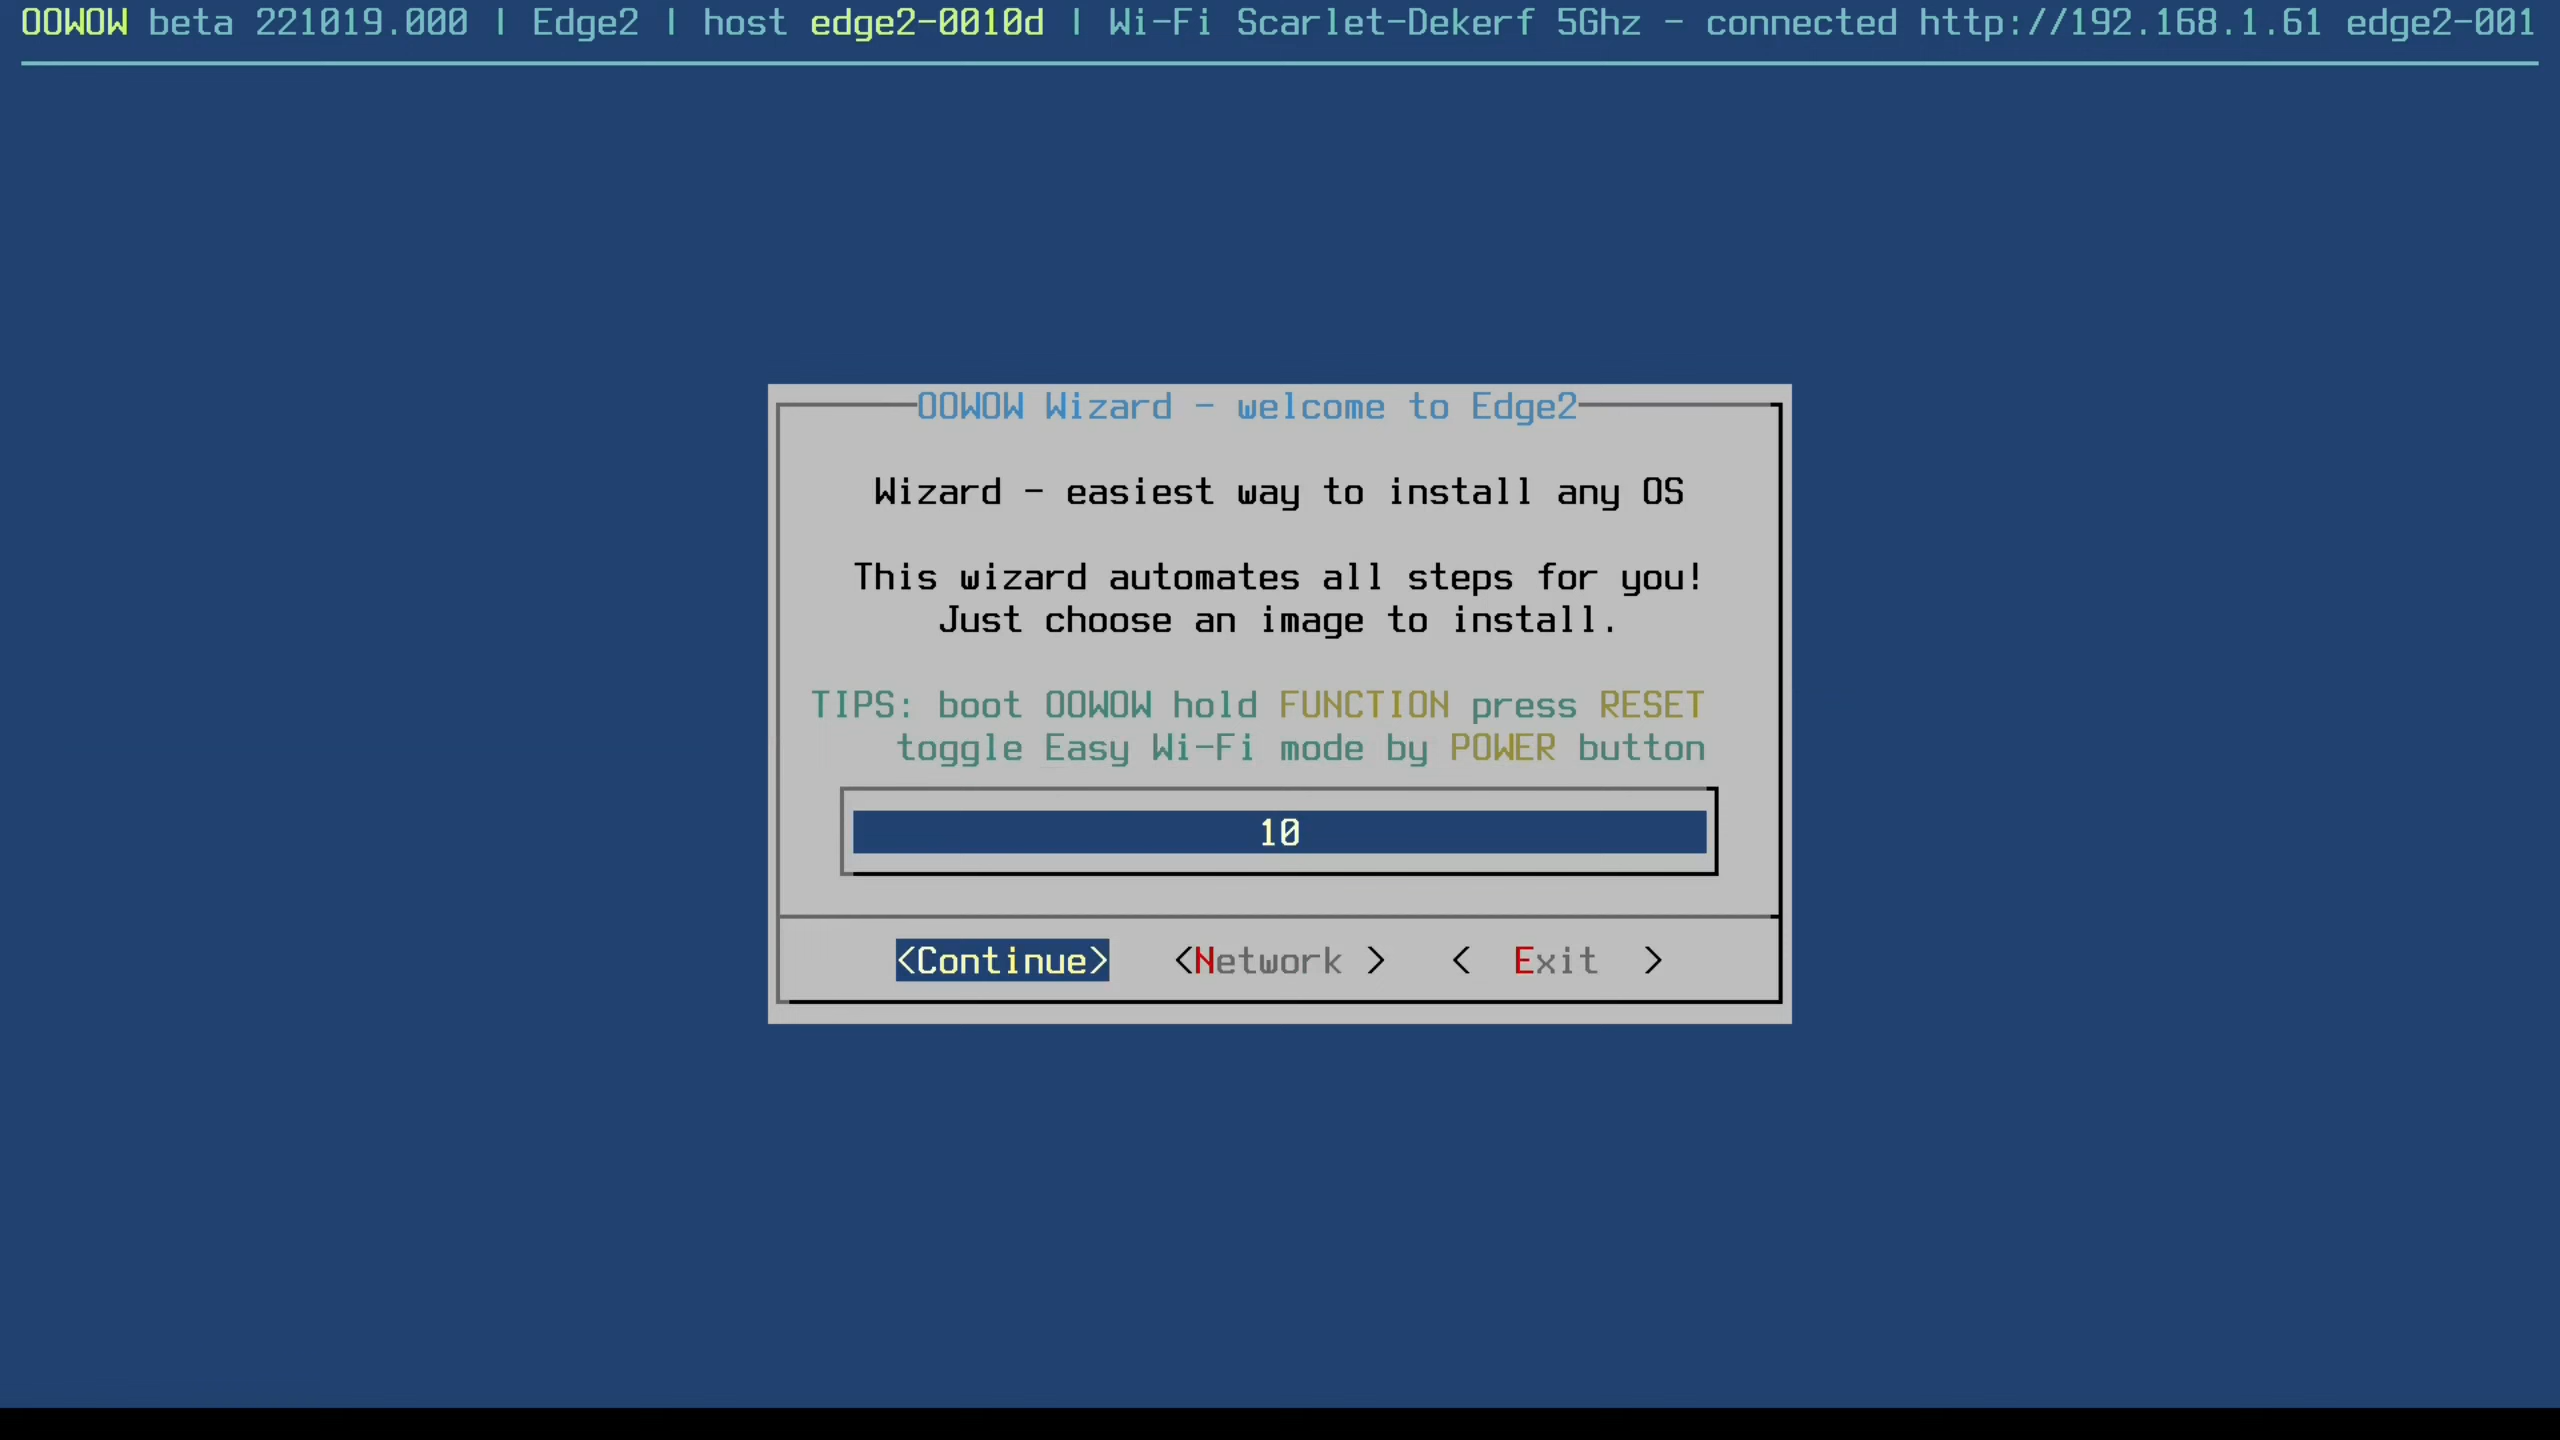 OOWOW beta 221019.000 | Edge2 | host edge2-0010d | Wi-Fi Scarlet-Dekerf 5Ghz - connected http://192.168.1.61 edge2-001
OOWOW Wizard - welcome to Edge2
Wizard - easiest way to install any OS
This wizard automates all steps for you!
Just choose an image to install.
TIPS: boot OOWOW hold FUNCTION press RESET
toggle Easy Wi-Fi mode by POWER button
10
<Continue> <Network > < Exit >